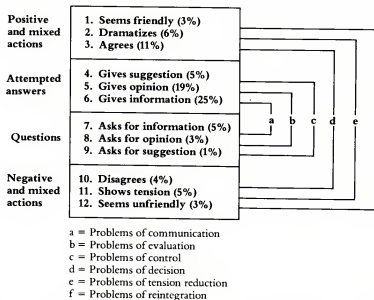 Positive and mixed actions
1. Seems friendly (3%)
2. Dramatizes (6%)
3. Agrees (11%)
Attempted answers
4. Gives suggestion (5%)
5. Gives opinion (19%)
6. Gives information (25%)
a b c d e
Questions
7. Asks for information (5%)
8. Asks for opinion (3%)
9. Asks for suggestion (1%)
Negative and mixed actions
10. Disagrees (4%)
11. Shows tension (5%)
12. Seems unfriendly (3%)
a = Problems of communication
b = Problems of evaluation
c = Problems of control
d = Problems of decision
e = Problems of tension reduction
f = Problems of reintegration